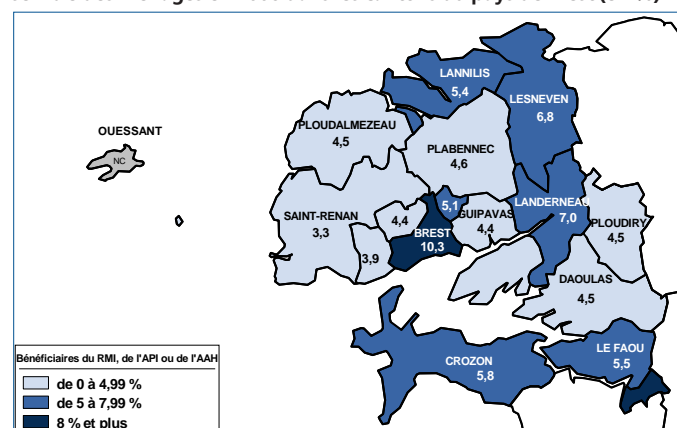 LANNILIS
5,4
LESNEVEN
6,8
PLOUDALMEZEAU
4,5
OUESSANT
NC
PLABENNEC
4,6
SAINT-RENAN
3,3
4,4
5,1
GUIPAVAS
4,4
LANDERNEAU
7,0
PLOUDIRY
4,5
BREST
10,3
3,9
DAOULAS
4,5
CROZON
5,8
LE FAOU
5,5
Bénéficiaires du RMI, de l'API ou de l'AAH
de 0 à 4,99 %
de 5 à 7,99 %
8 % et plus